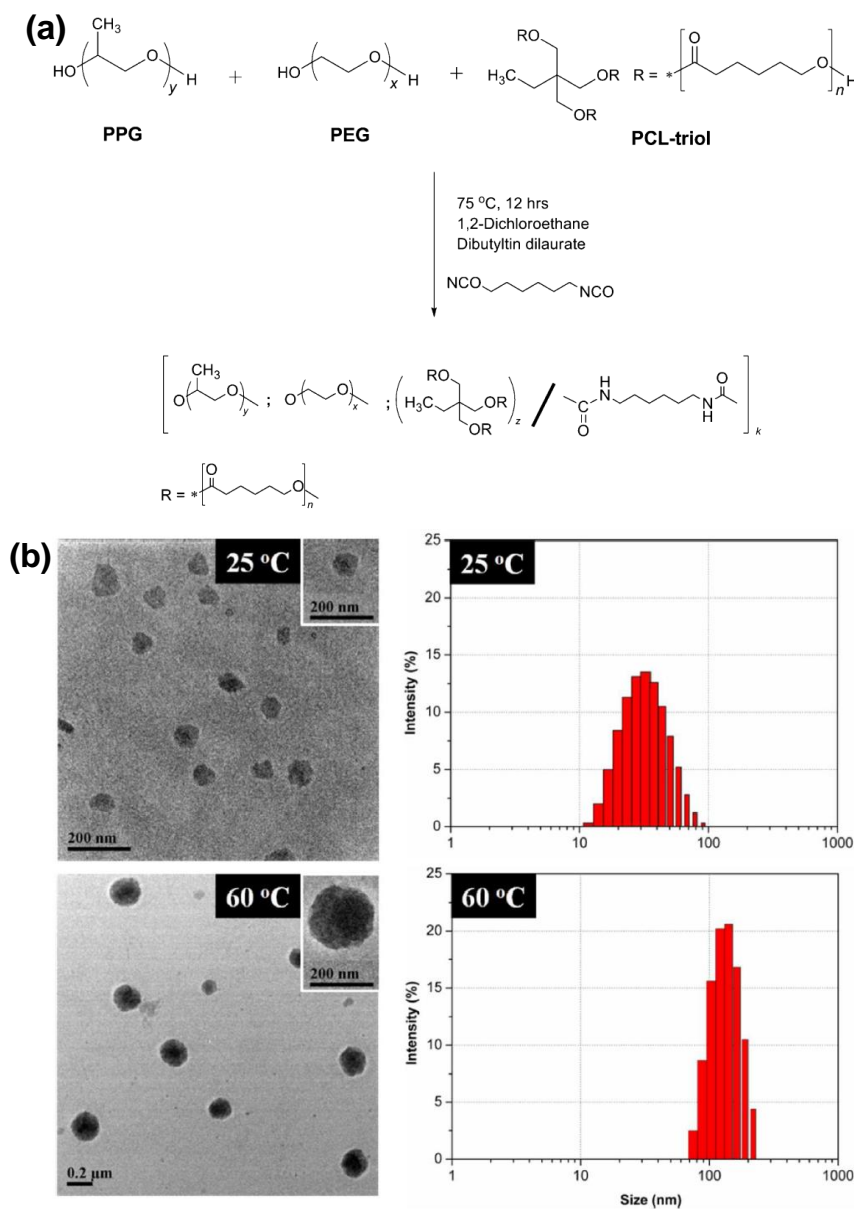 (a)
CH3
HO
O
H
y
+
HO
O
H
x
+
RO
H3C
OR
OR
R = *
O
O
H
n
PPG
PEG
PCL-triol
75 °C, 12 hrs
1,2-Dichloroethane
Dibutyltin dilaurate
NCO
NCO
CH3
O
O
y
;
O
O
x
;
RO
H3C
OR
OR
z
C
O
H
N
N
H
O
k
R = *
O
O
n
(b)
25 °C
200 nm
200 nm
25 °C
25
20
15
10
5
0
Intensity (%)
1
10
100
1000
60 °C
200 nm
0.2 µm
60 °C
25
20
15
10
5
0
Intensity (%)
1
10
100
1000
Size (nm)